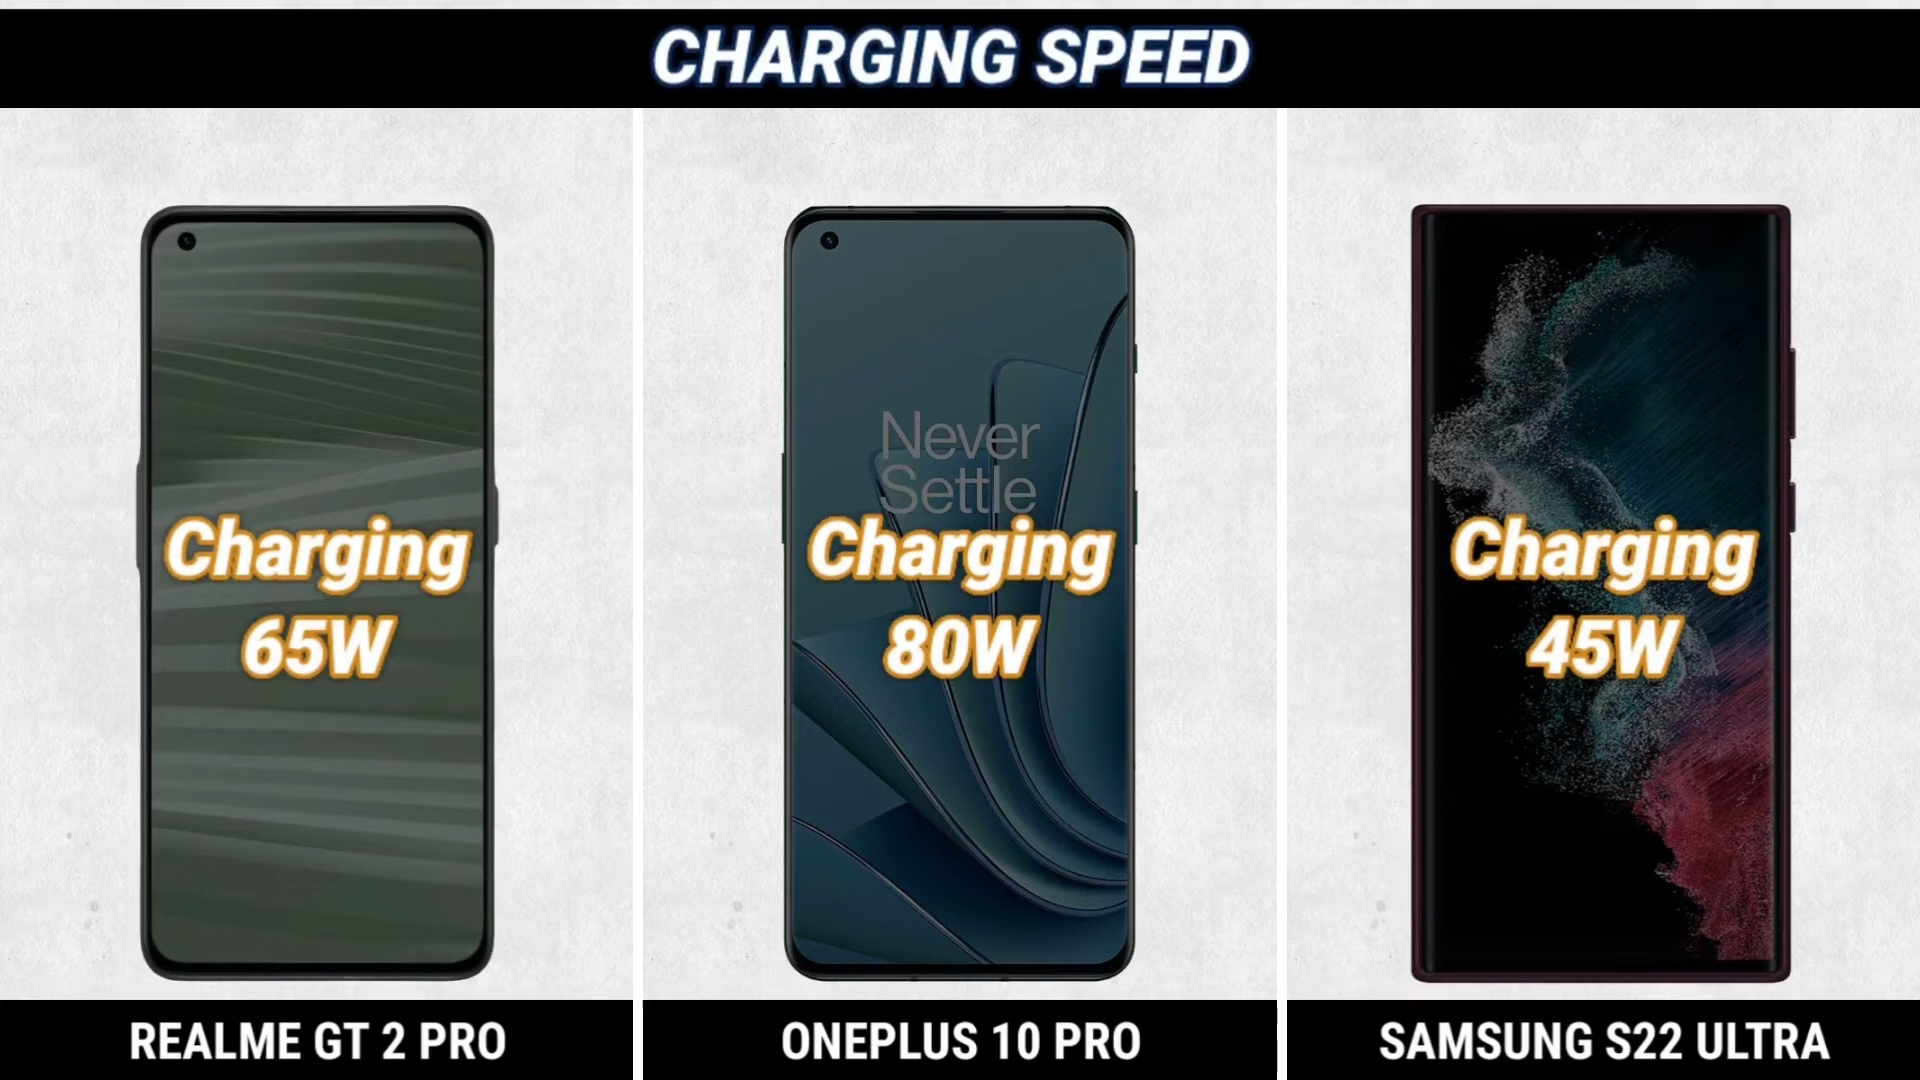 CHARGING SPEED
Never
Settle
Charging
65W
Charging
80W
Charging
45W
REALME GT 2 PRO
ONEPLUS 10 PRO
SAMSUNG S22 ULTRA